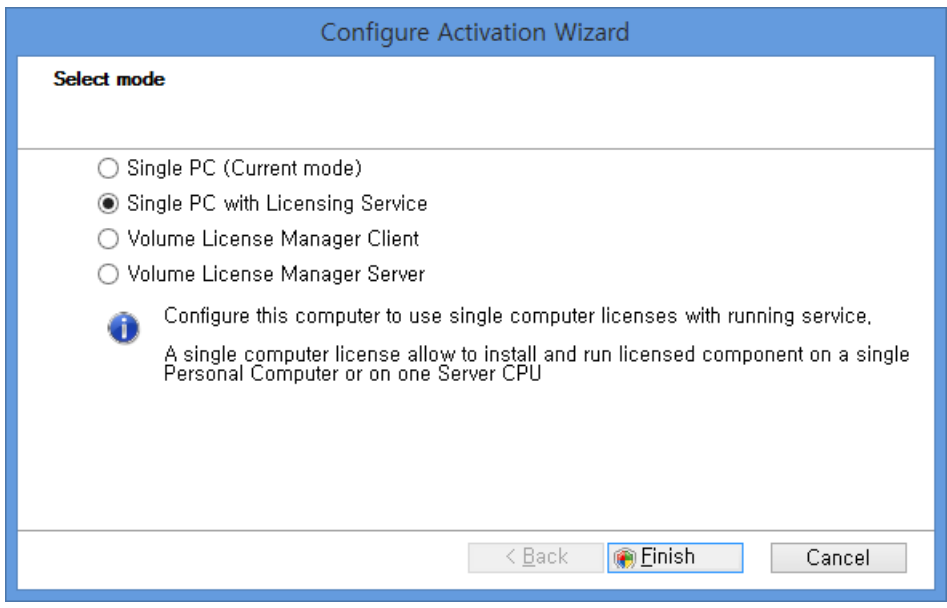 Configure Activation Wizard
Select mode
Single PC (Current mode)
Single PC with Licensing Service
Volume License Manager Client
Volume License Manager Server
Configure this computer to use single computer licenses with running service,
A single computer license allow to install and run licensed component on a single
Personal Computer or on one Server CPU
< Back
Finish
Cancel